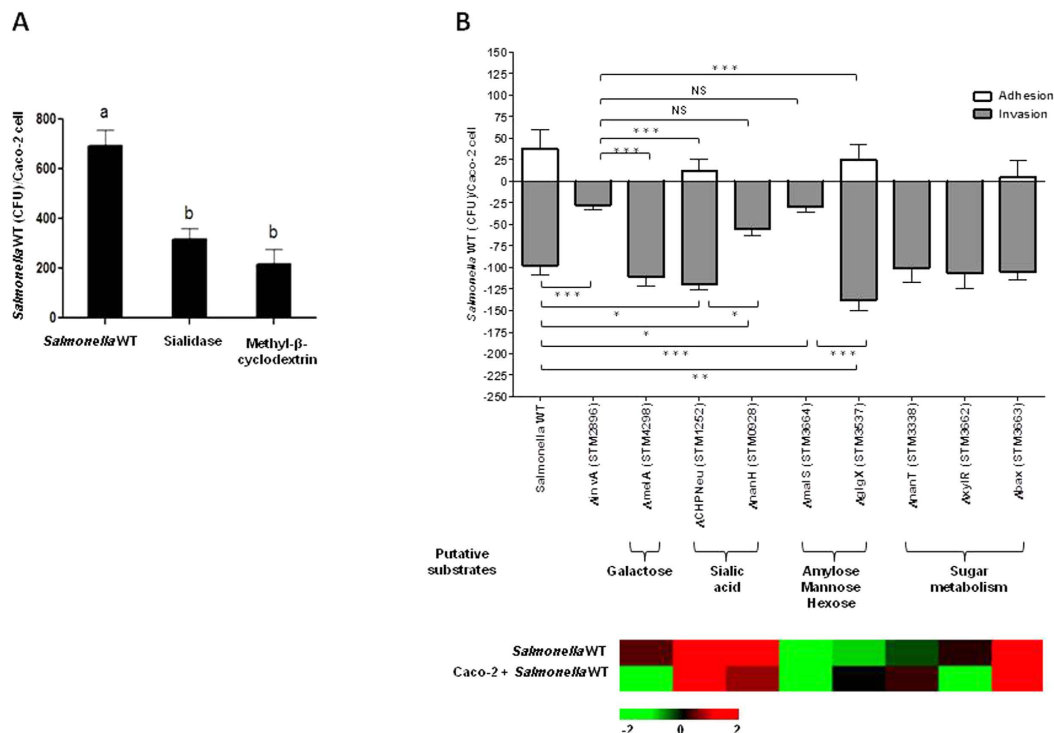 A
Salmonella WT (CFU)/Caco-2 cell
800
600
400
200
0
a
b
b
Salmonella WT
Sialidase
Methyl-β-
cyclodextrin
B
Salmonella WT (CFU)/Caco-2 cell
150
125
100
75
50
25
0
-25
-50
-75
-100
-125
-150
-175
-200
-225
-250
Adhesion
Invasion
***
NS
NS
***
***
***
*
*
*
***
***
**
Salmonella WT
ΔinvA (STM2896)
ΔmelA (STM4298)
ΔCHPNeu (STM1252)
ΔnanH (STM0928)
ΔmalS (STM3664)
ΔglgX (STM3537)
ΔnanT (STM3338)
ΔxylR (STM3662)
Δbax (STM3663)
Putative
substrates
Galactose
Sialic
acid
Amylose
Mannose
Hexose
Sugar
metabolism
Salmonella WT
Caco-2 + Salmonella WT
-2 0 2